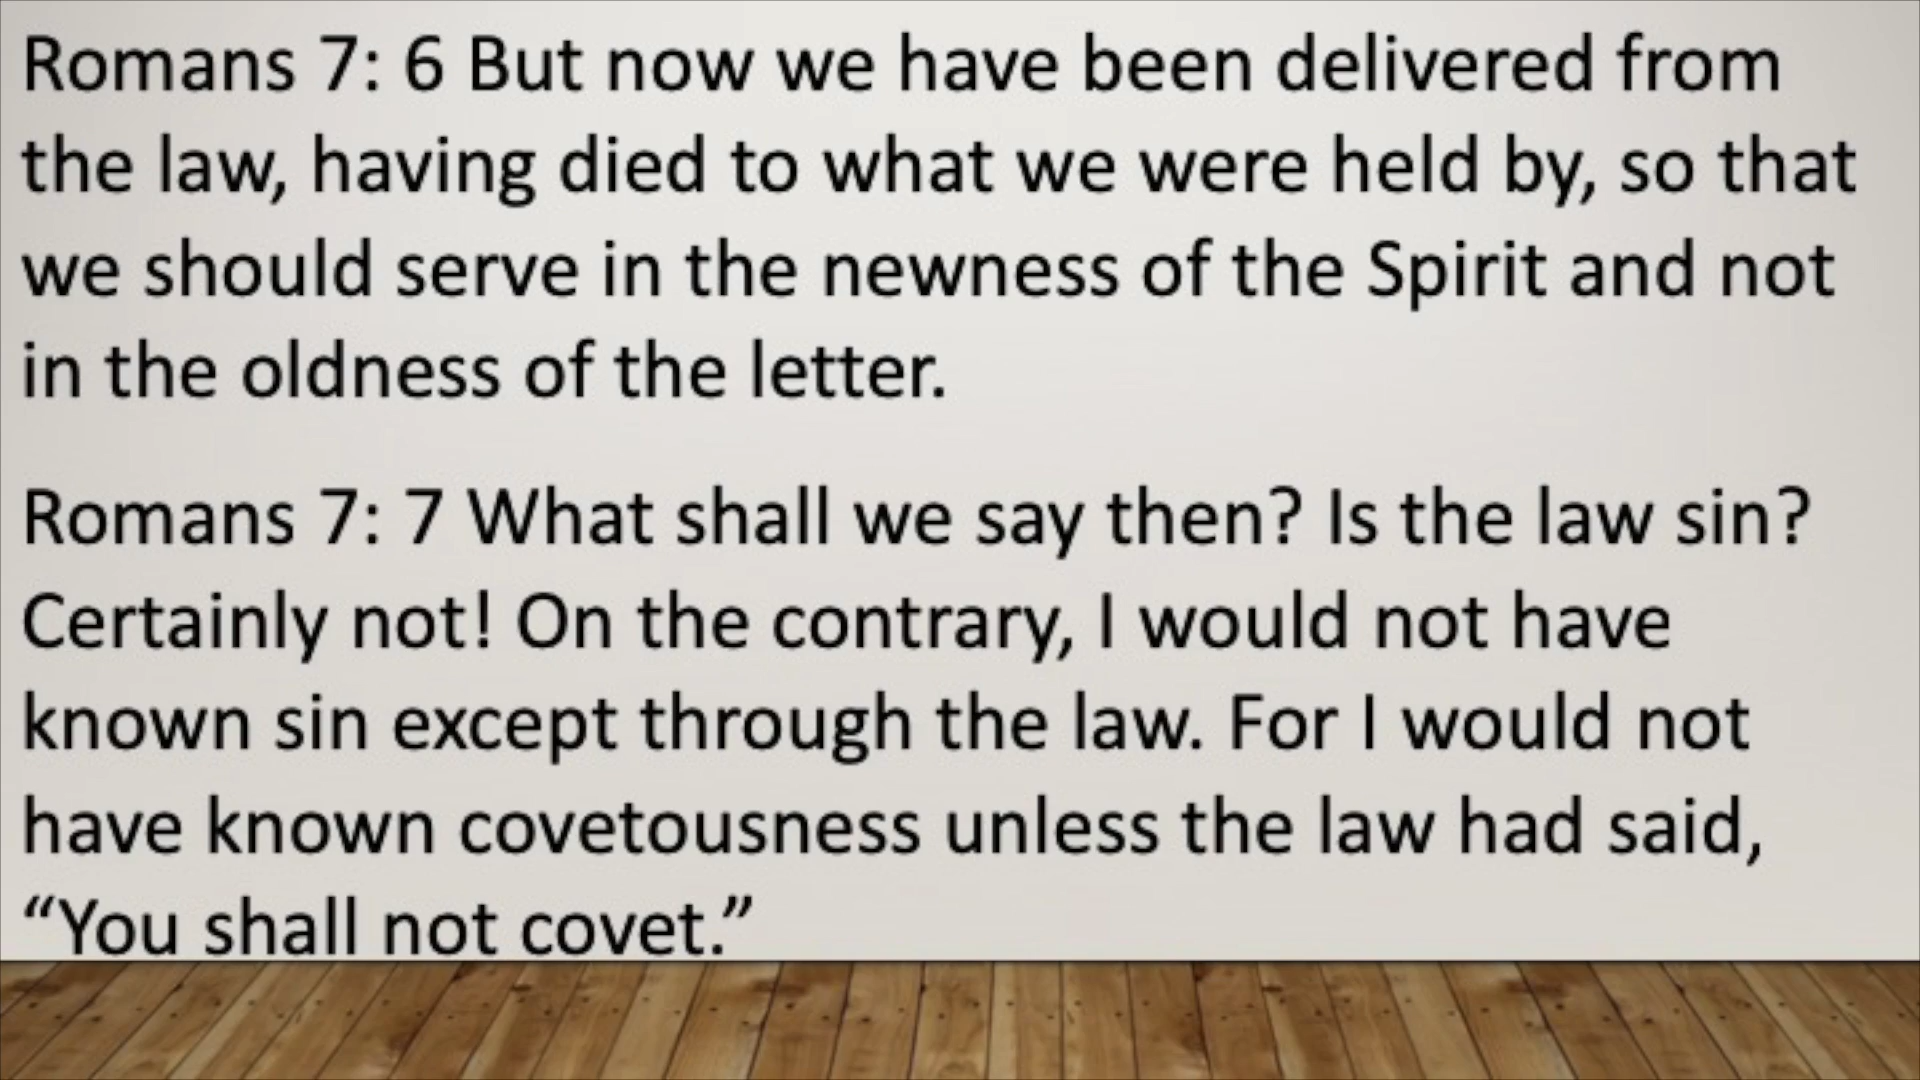 Romans 7: 6 But now we have been delivered from
the law, having died to what we were held by, so that
we should serve in the newness of the Spirit and not
in the oldness of the letter.
Romans 7: 7 What shall we say then? Is the law sin?
Certainly not! On the contrary, I would not have
known sin except through the law. For I would not
have known covetousness unless the law had said,
“You shall not covet.”